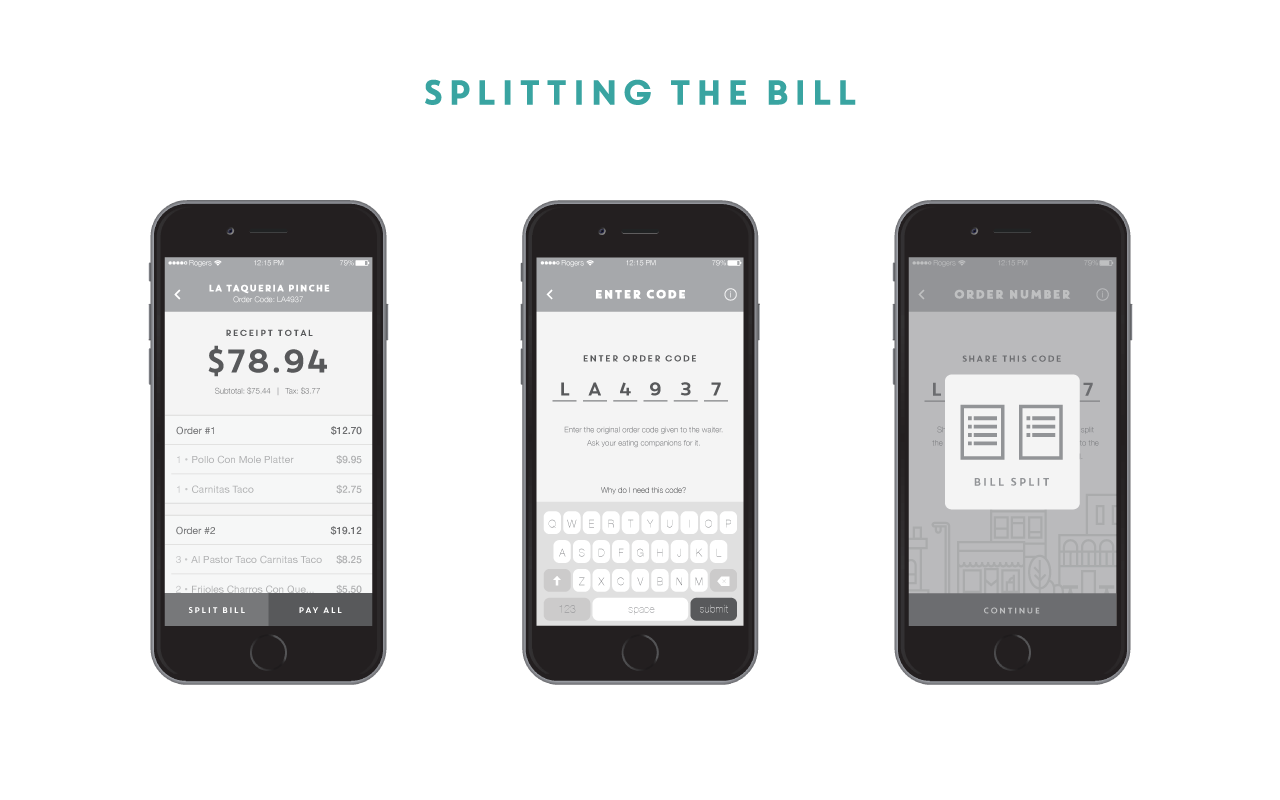 SPLITTING THE BILL
Rogers 12:15 PM 79%
LA TAQUERIA PINCHE
Order Code: LA4937
RECEIPT TOTAL
$78.94
Subtotal: $75.44 | Tax: $3.77
Order #1 $12.70
1 • Pollo Con Mole Platter $9.95
1 • Carnitas Taco $2.75
Order #2 $19.12
3 • Al Pastor Taco Carnitas Taco $8.25
2 • Frijoles Charros Con Que... $5.50
SPLIT BILL PAY ALL
Rogers 12:15 PM 79%
ENTER CODE
ENTER ORDER CODE
L A 4 9 3 7
Enter the original order code given to the waiter.
Ask your eating companions for it.
Why do I need this code?
Q W E R T Y U I O P
A S D F G H J K L
Z X C V B N M
123 space submit
Rogers 12:15 PM 79%
ORDER NUMBER
SHARE THIS CODE
L 7
split
the to the
BILL SPLIT
CONTINUE